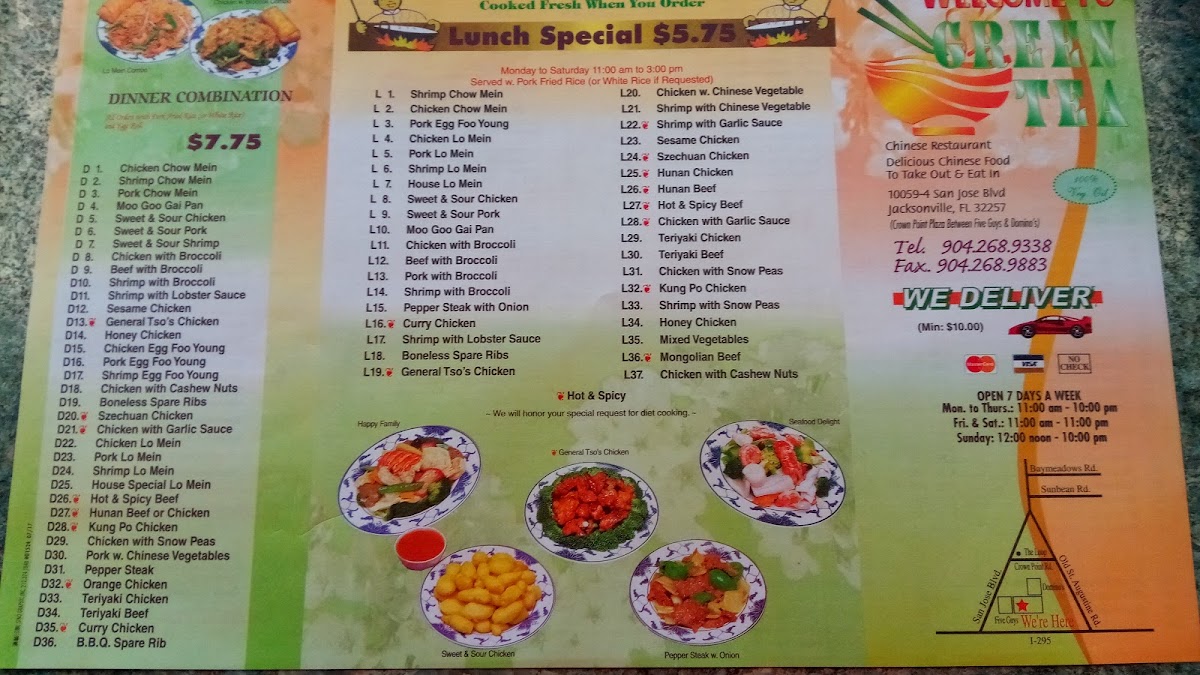 Chicken w. Broccoli Combo
Lo Mein Combo
DINNER COMBINATION
$7.75
D 1. Chicken Chow Mein
D 2. Shrimp Chow Mein
D 3. Pork Chow Mein
D 4. Moo Goo Gai Pan
D 5. Sweet & Sour Chicken
D 6. Sweet & Sour Pork
D 7. Sweet & Sour Shrimp
D 8. Chicken with Broccoli
D 9. Beef with Broccoli
D10. Shrimp with Broccoli
D11. Shrimp with Lobster Sauce
D12. Sesame Chicken
D13. General Tso's Chicken
D14. Honey Chicken
D15. Chicken Egg Foo Young
D16. Pork Egg Foo Young
D17. Shrimp Egg Foo Young
D18. Chicken with Cashew Nuts
D19. Boneless Spare Ribs
D20. Szechuan Chicken
D21. Chicken with Garlic Sauce
D22. Chicken Lo Mein
D23. Pork Lo Mein
D24. Shrimp Lo Mein
D25. House Special Lo Mein
D26. Hot & Spicy Beef
D27. Hunan Beef or Chicken
D28. Kung Po Chicken
D29. Chicken with Snow Peas
D30. Pork w. Chinese Vegetables
D31. Pepper Steak
D32. Orange Chicken
D33. Teriyaki Chicken
D34. Teriyaki Beef
D35. Curry Chicken
D36. B.B.Q. Spare Rib
Cooked Fresh When You Order
Lunch Special $5.75
Monday to Saturday 11:00 am to 3:00 pm
Served w. Pork Fried Rice (or White Rice if Requested)
L 1. Shrimp Chow Mein
L 2. Chicken Chow Mein
L 3. Pork Egg Foo Young
L 4. Chicken Lo Mein
L 5. Pork Lo Mein
L 6. Shrimp Lo Mein
L 7. House Lo Mein
L 8. Sweet & Sour Chicken
L 9. Sweet & Sour Pork
L10. Moo Goo Gai Pan
L11. Chicken with Broccoli
L12. Beef with Broccoli
L13. Pork with Broccoli
L14. Shrimp with Broccoli
L15. Pepper Steak with Onion
L16. Curry Chicken
L17. Shrimp with Lobster Sauce
L18. Boneless Spare Ribs
L19. General Tso's Chicken
L20. Chicken w. Chinese Vegetable
L21. Shrimp with Chinese Vegetable
L22. Shrimp with Garlic Sauce
L23. Sesame Chicken
L24. Szechuan Chicken
L25. Hunan Chicken
L26. Hunan Beef
L27. Hot & Spicy Beef
L28. Chicken with Garlic Sauce
L29. Teriyaki Chicken
L30. Teriyaki Beef
L31. Chicken with Snow Peas
L32. Kung Po Chicken
L33. Shrimp with Snow Peas
L34. Honey Chicken
L35. Mixed Vegetables
L36. Mongolian Beef
L37. Chicken with Cashew Nuts
Hot & Spicy
~ We will honor your special request for diet cooking. ~
Happy Family
General Tso's Chicken
Seafood Delight
Sweet & Sour Chicken
Pepper Steak w. Onion
WELCOME TO
GREEN
TEA
Chinese Restaurant
Delicious Chinese Food
To Take Out & Eat In
100%
Veg. Oil
10059-4 San Jose Blvd
Jacksonville, FL 32257
(Crown Point Plaza Between Five Guys & Domino's)
Tel. 904.268.9338
Fax. 904.268.9883
WE DELIVER
(Min: $10.00)
MasterCard
VISA
NO
CHECK
OPEN 7 DAYS A WEEK
Mon. to Thurs.: 11:00 am - 10:00 pm
Fri. & Sat.: 11:00 am - 11:00 pm
Sunday: 12:00 noon - 10:00 pm
Baymeadows Rd.
Sunbeam Rd.
The Loop
Crown Point Rd.
Domino's
San Jose Blvd.
Old St. Augustine Rd.
Five Guys
We're Here
I-295